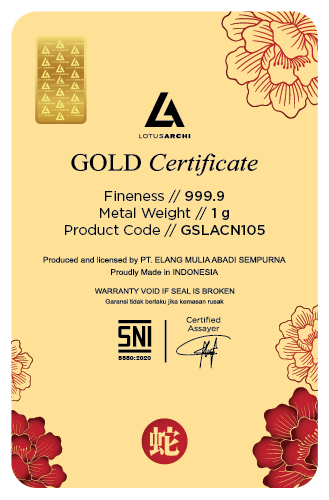 LOTUSARCHI
GOLD Certificate
Fineness // 999.9
Metal Weight // 1 g
Product Code // GSLACN105
Produced and licensed by PT. ELANG MULIA ABADI SEMPURNA
Proudly Made in INDONESIA
WARRANTY VOID IF SEAL IS BROKEN
Garansi tidak berlaku jika kemasan rusak
SNI
8880:2020
Certified
Assayer
蛇